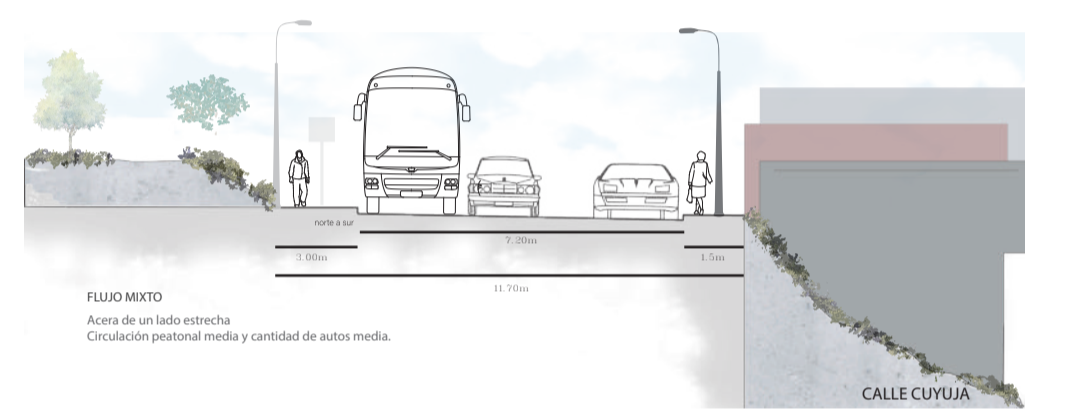 norte a sur
7.20m
3.00m
1.5m
11.70m
FLUJO MIXTO
Acera de un lado estrecha
Circulación peatonal media y cantidad de autos media.
CALLE CUYUJA